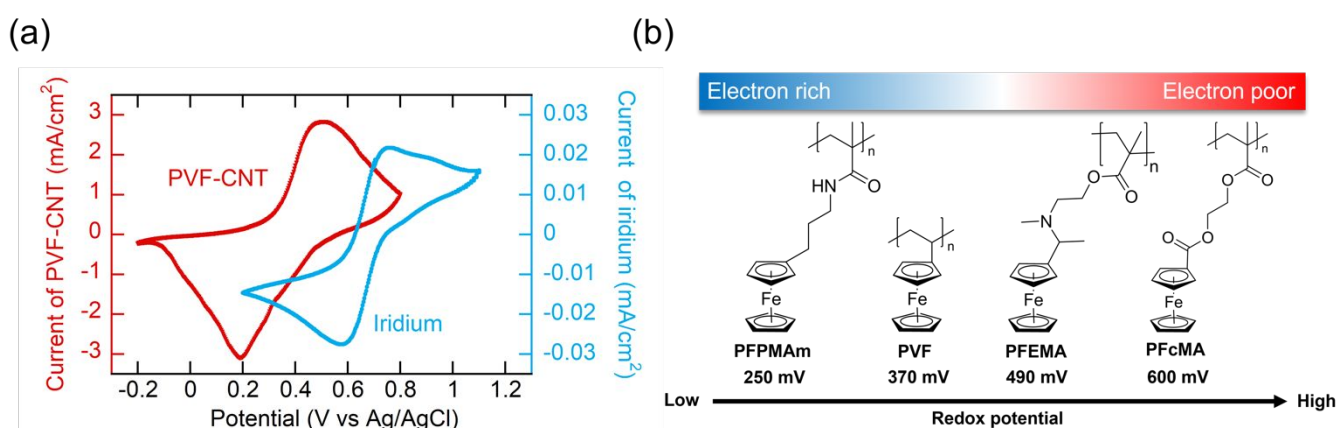 (a)
(b)
Current of PVF-CNT (mA/cm²)
3
2
1
0
-1
-2
-3
PVF-CNT
Iridium
0.03
0.02
0.01
0
-0.01
-0.02
-0.03
Current of iridium (mA/cm²)
-0.2 0 0.2 0.4 0.6 0.8 1.0 1.2
Potential (V vs Ag/AgCl)
Electron rich Electron poor
n
HN O
Fe
PFPMAm
250 mV
n
Fe
PVF
370 mV
n
O O
N
Fe
PFEMA
490 mV
n
O O
O O
Fe
PFcMA
600 mV
Low High
Redox potential